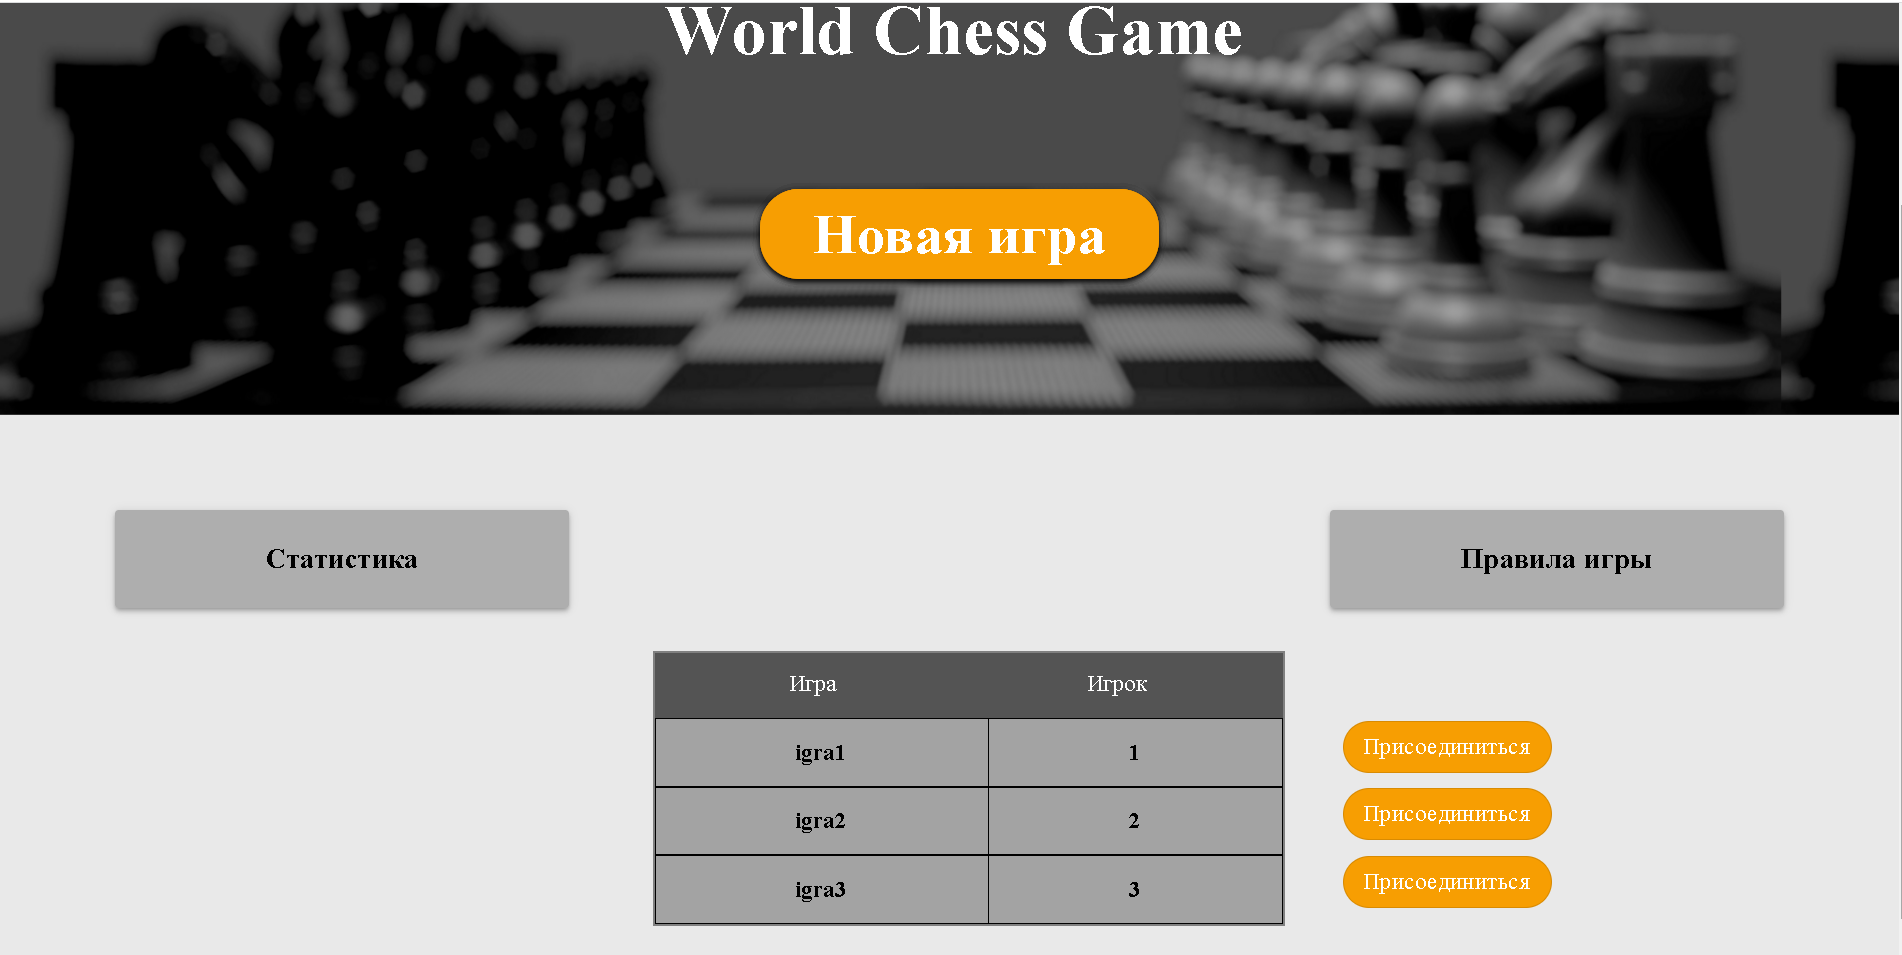 World Chess Game
Новая игра
Статистика
Правила игры
Игра Игрок
igra1 1 Присоединиться
igra2 2 Присоединиться
igra3 3 Присоединиться